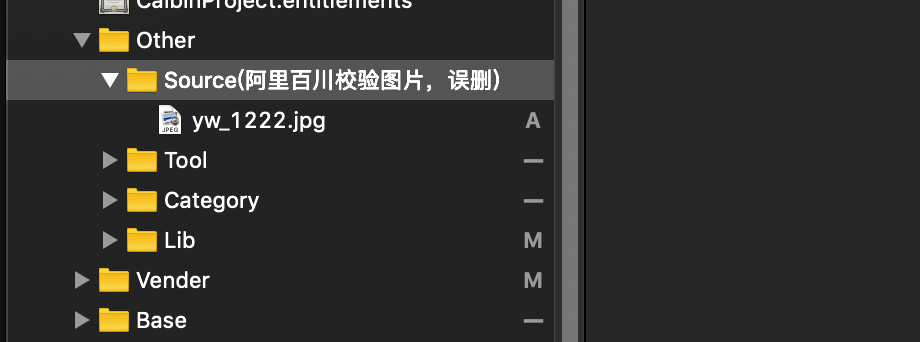 CaibinProject.entitlements
Other
Source(阿里百川校验图片，误删)
yw_1222.jpg A
Tool —
Category —
Lib M
Vender M
Base —